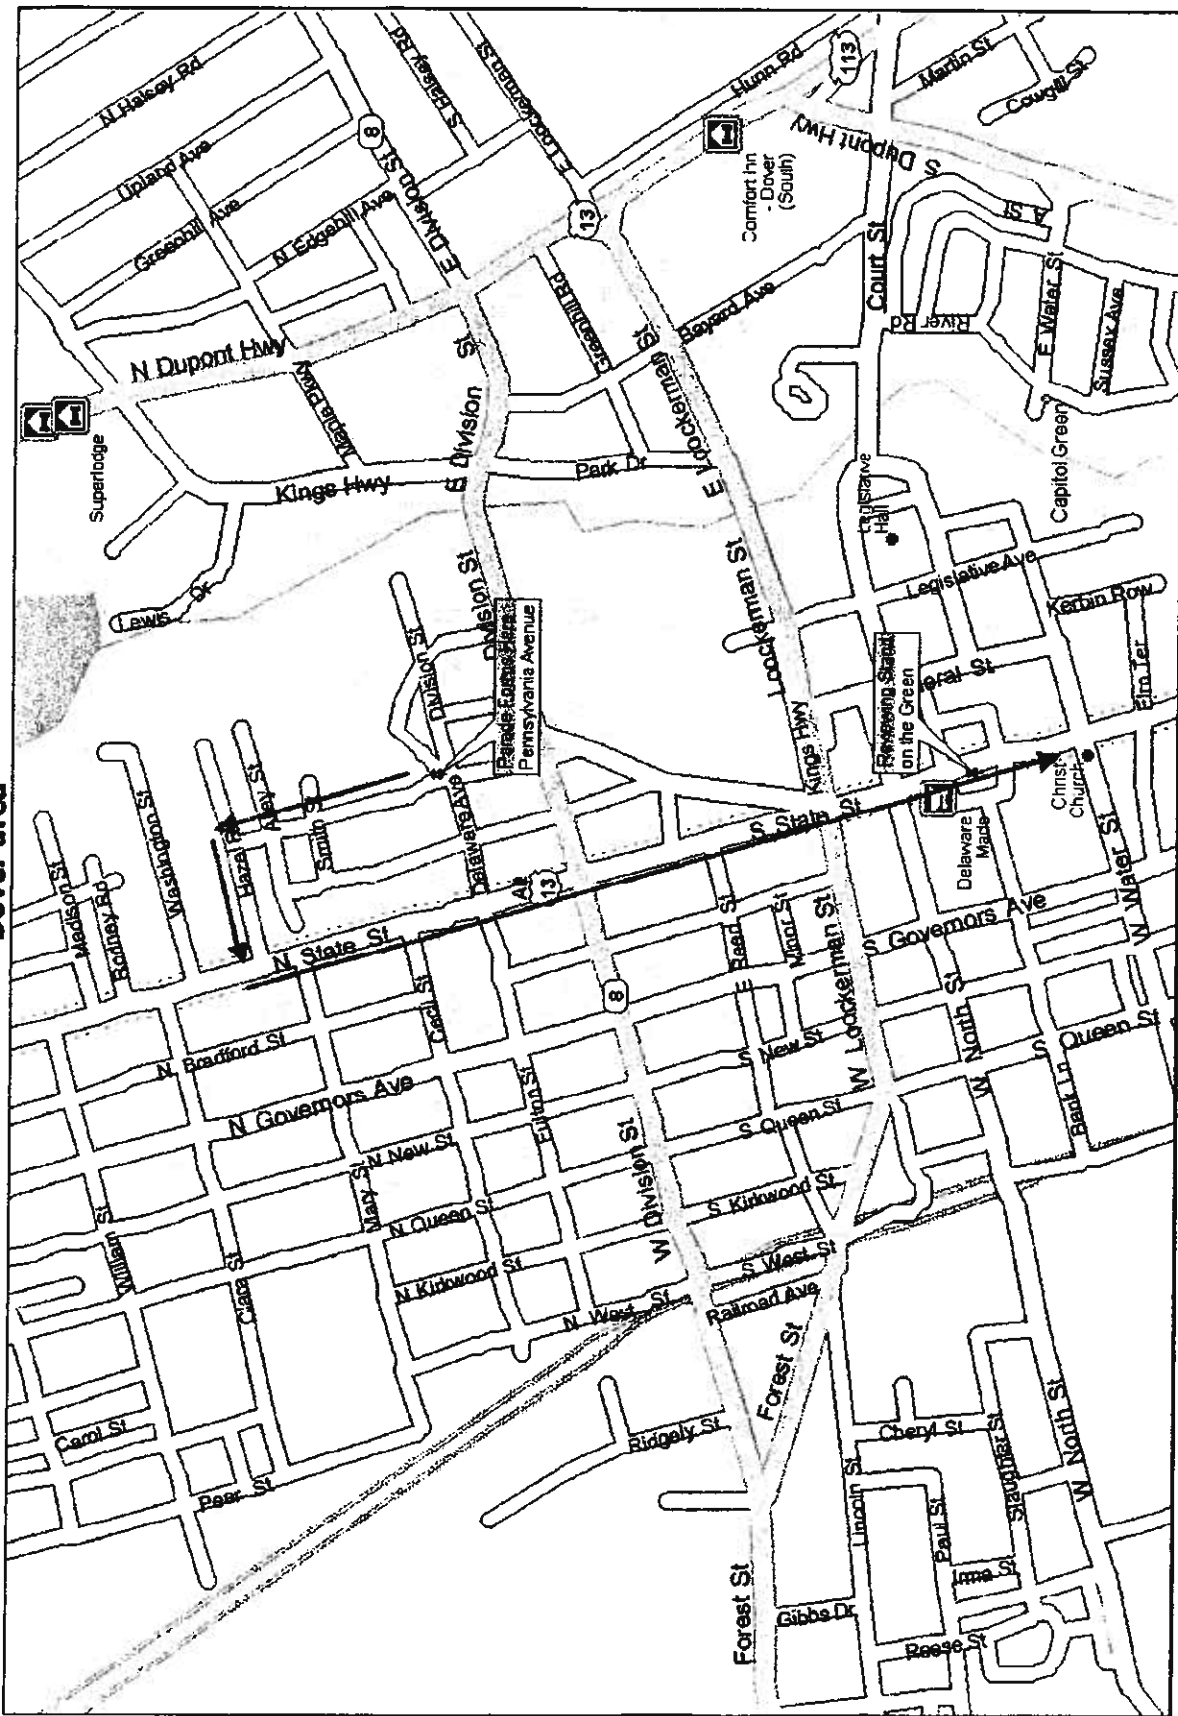 Dover area
N Halsey Rd
Upland Ave
Greenhill Ave
N Edgehill Ave
S Halsey Rd
E Loockerman St
E Loockerman St
8
E Division St
Hunn Rd
113
Martin St
Cowgill St
S Dupont Hwy
Comfort Inn
- Dover
(South)
13
N Dupont Hwy
Maple Pkwy
Greenhill Rd
Bayard Ave
Court St
River Rd
A St
E Water St
Sussex Ave
Superlodge
Kings Hwy
E Division St
Park Dr
E Loockerman St
Legislative
Hall
Capitol Green
Lewis Dr
Division St
Division St
Loockerman St
Legislative Ave
Kerbin Row
Elm Ter
Parade Forms Here
Pennsylvania Avenue
Reviewing Stand
on the Green
eral St
Kings Hwy
Madison St
Rodney Rd
Washington St
Hazel Rd
Alley St
Smith St
Delaware Ave
Alt
13
N State St
S State St
Delaware
Made
Christ
Church
W Water St
S Governors Ave
N Bradford St
Cecil St
8
E Reed St
Minor St
W Loockerman St
W North St
S Queen St
Bank Ln
N Governors Ave
Fulton St
S New St
N New St
S Queen St
William St
Mary St
N Queen St
W Division St
S Kirkwood St
Clara St
N Kirkwood St
S West St
N West St
Railroad Ave
Forest St
Carol St
Pear St
Ridgely St
Cheryl St
Slaughter St
W North St
Lincoln St
Paul St
Irma St
Forest St
Gibbs Dr
Reese St